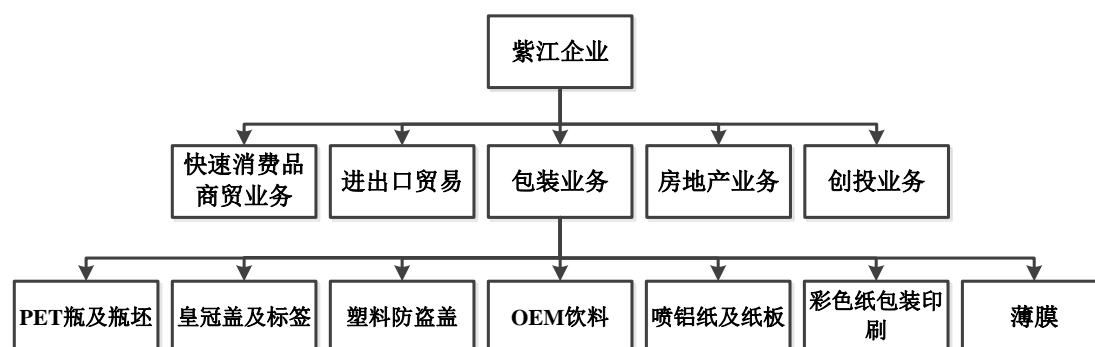 紫江企业
快速消费品
商贸业务
进出口贸易
包装业务
房地产业务
创投业务
PET瓶及瓶坯
皇冠盖及标签
塑料防盗盖
OEM饮料
喷铝纸及纸板
彩色纸包装印
刷
薄膜